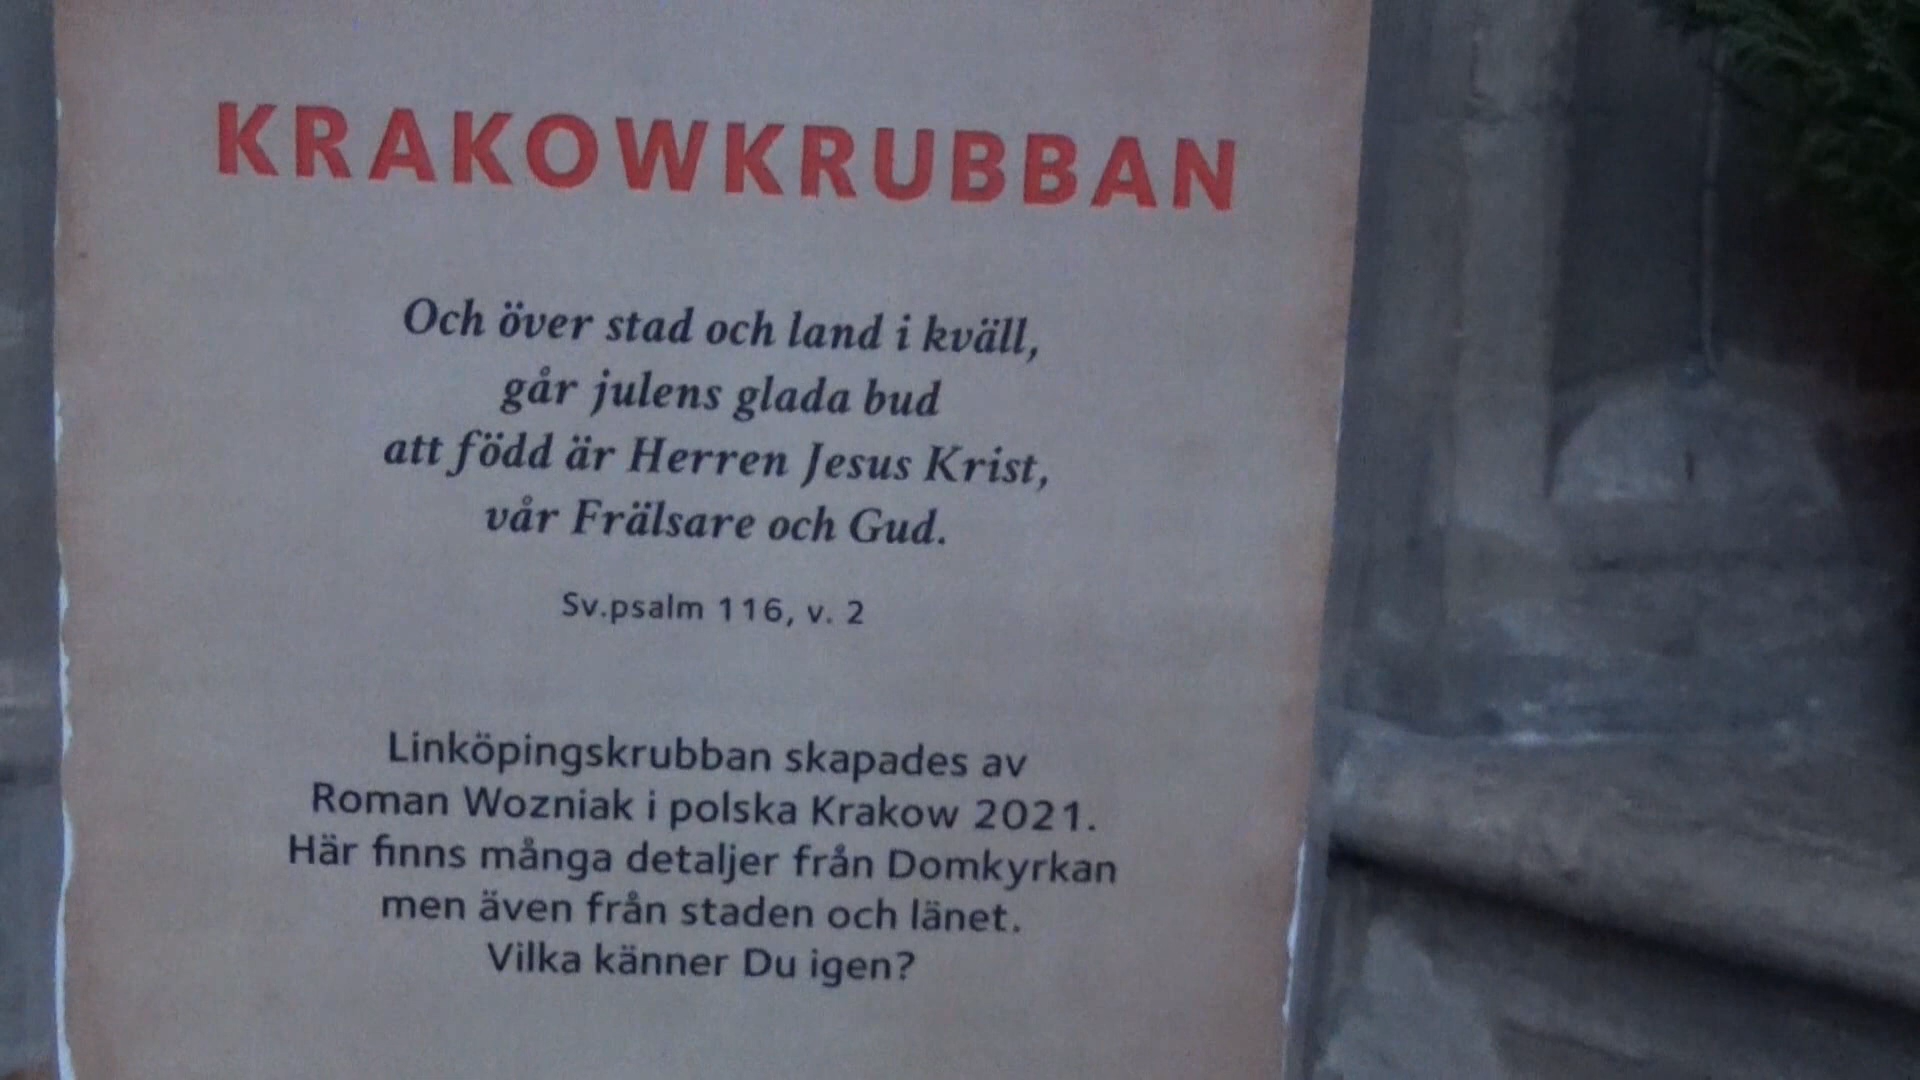 KRAKOWKRUBBAN
Och över stad och land i kväll,
går julens glada bud
att född är Herren Jesus Krist,
vår Frälsare och Gud.
Sv.psalm 116, v. 2
Linköpingskrubban skapades av
Roman Wozniak i polska Krakow 2021.
Här finns många detaljer från Domkyrkan
men även från staden och länet.
Vilka känner Du igen?